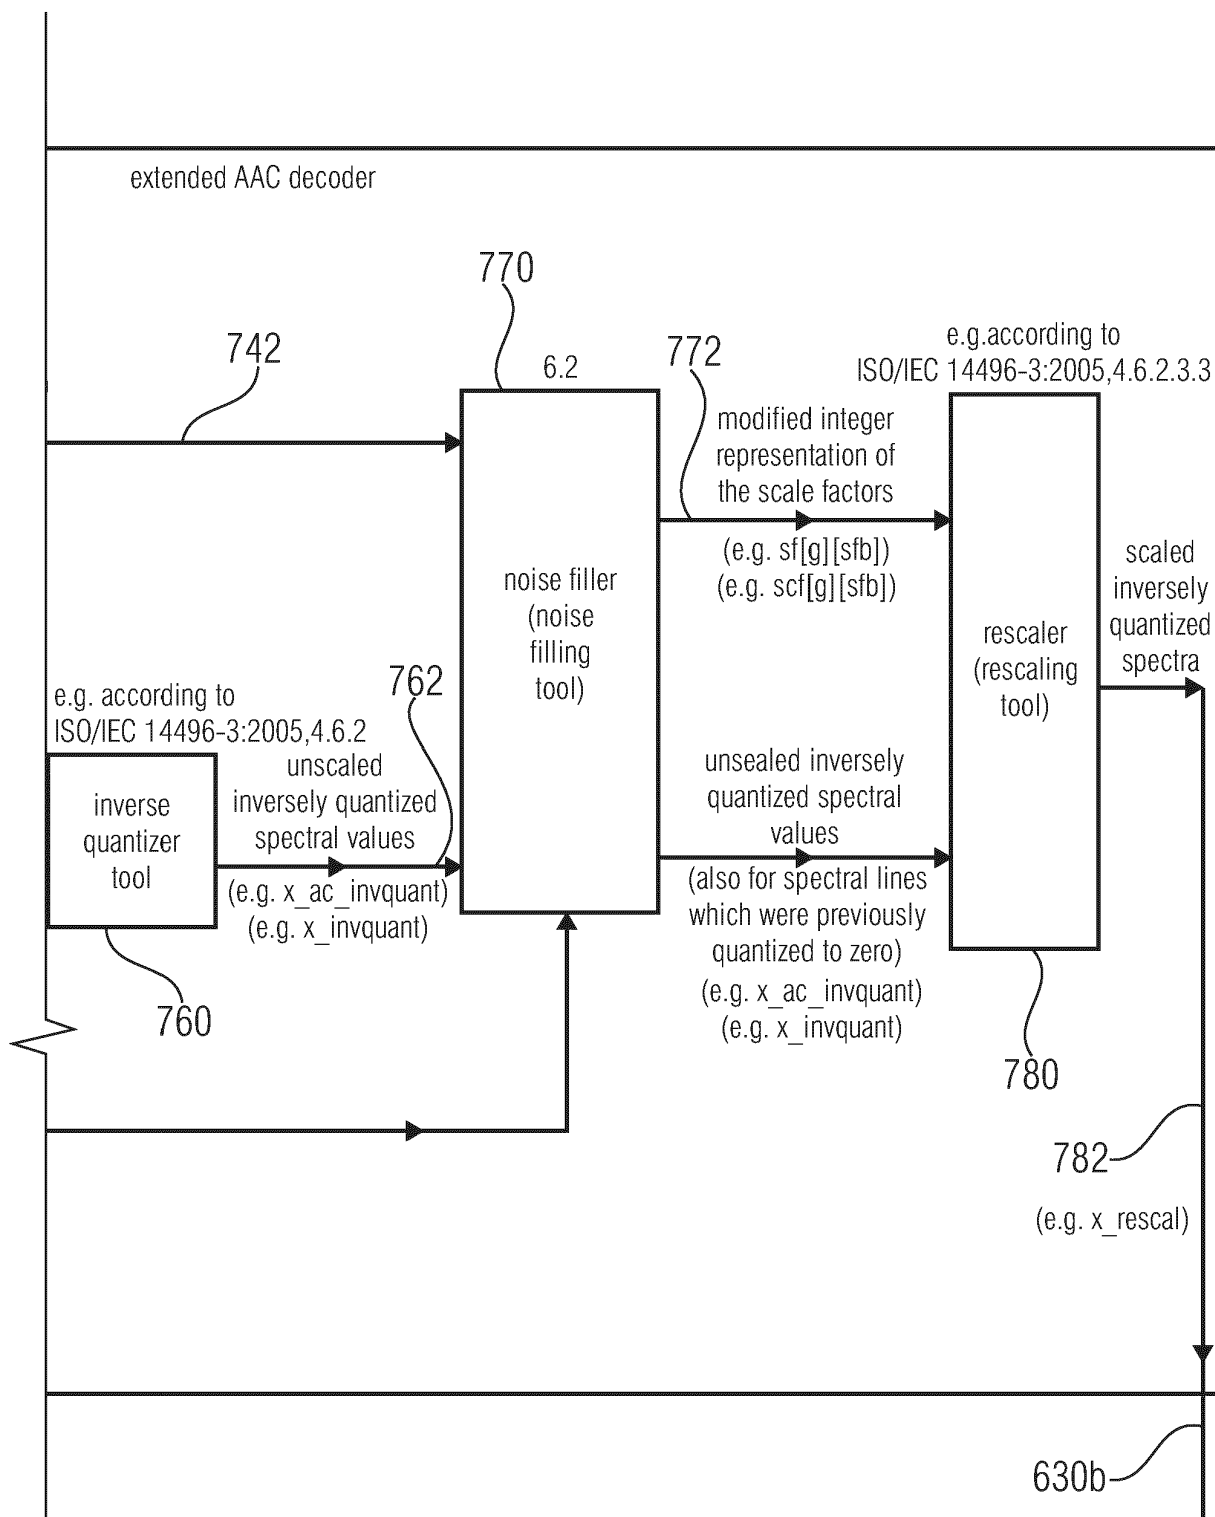 extended AAC decoder
770
742
6.2
772
e.g.according to
ISO/IEC 14496-3:2005,4.6.2.3.3
modified integer
representation of
the scale factors
(e.g. sf[g][sfb])
(e.g. scf[g][sfb])
noise filler
(noise
filling
tool)
rescaler
(rescaling
tool)
scaled
inversely
quantized
spectra
762
e.g. according to
ISO/IEC 14496-3:2005,4.6.2
inverse
quantizer
tool
unscaled
inversely quantized
spectral values
(e.g. x_ac_invquant)
(e.g. x_invquant)
unsealed inversely
quantized spectral
values
(also for spectral lines
which were previously
quantized to zero)
(e.g. x_ac_invquant)
(e.g. x_invquant)
760
780
782
(e.g. x_rescal)
630b